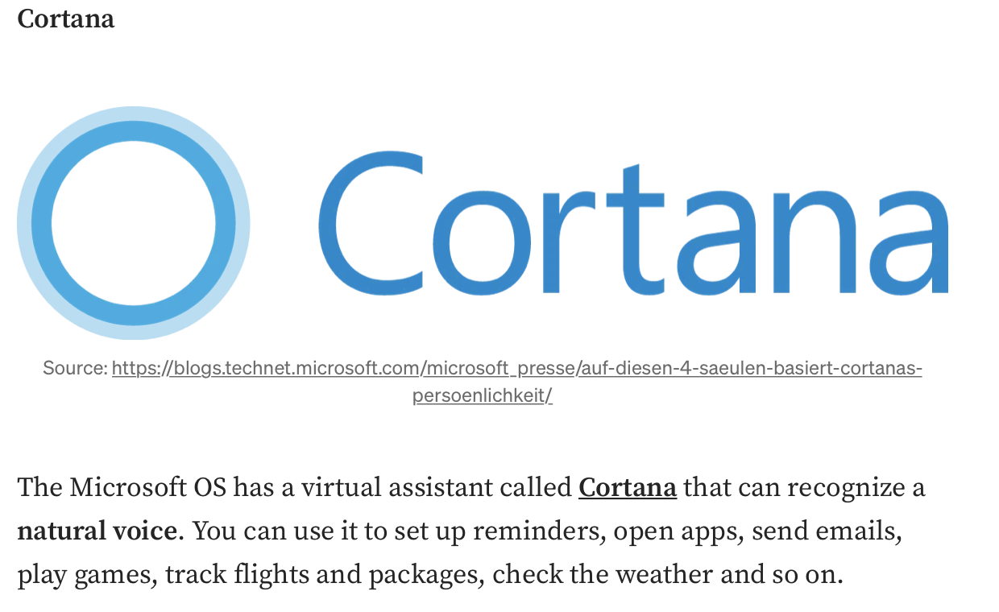 Cortana
Cortana
Source: https://blogs.technet.microsoft.com/microsoft_presse/auf-diesen-4-saeulen-basiert-cortanas-
persoenlichkeit/
The Microsoft OS has a virtual assistant called Cortana that can recognize a
natural voice. You can use it to set up reminders, open apps, send emails,
play games, track flights and packages, check the weather and so on.